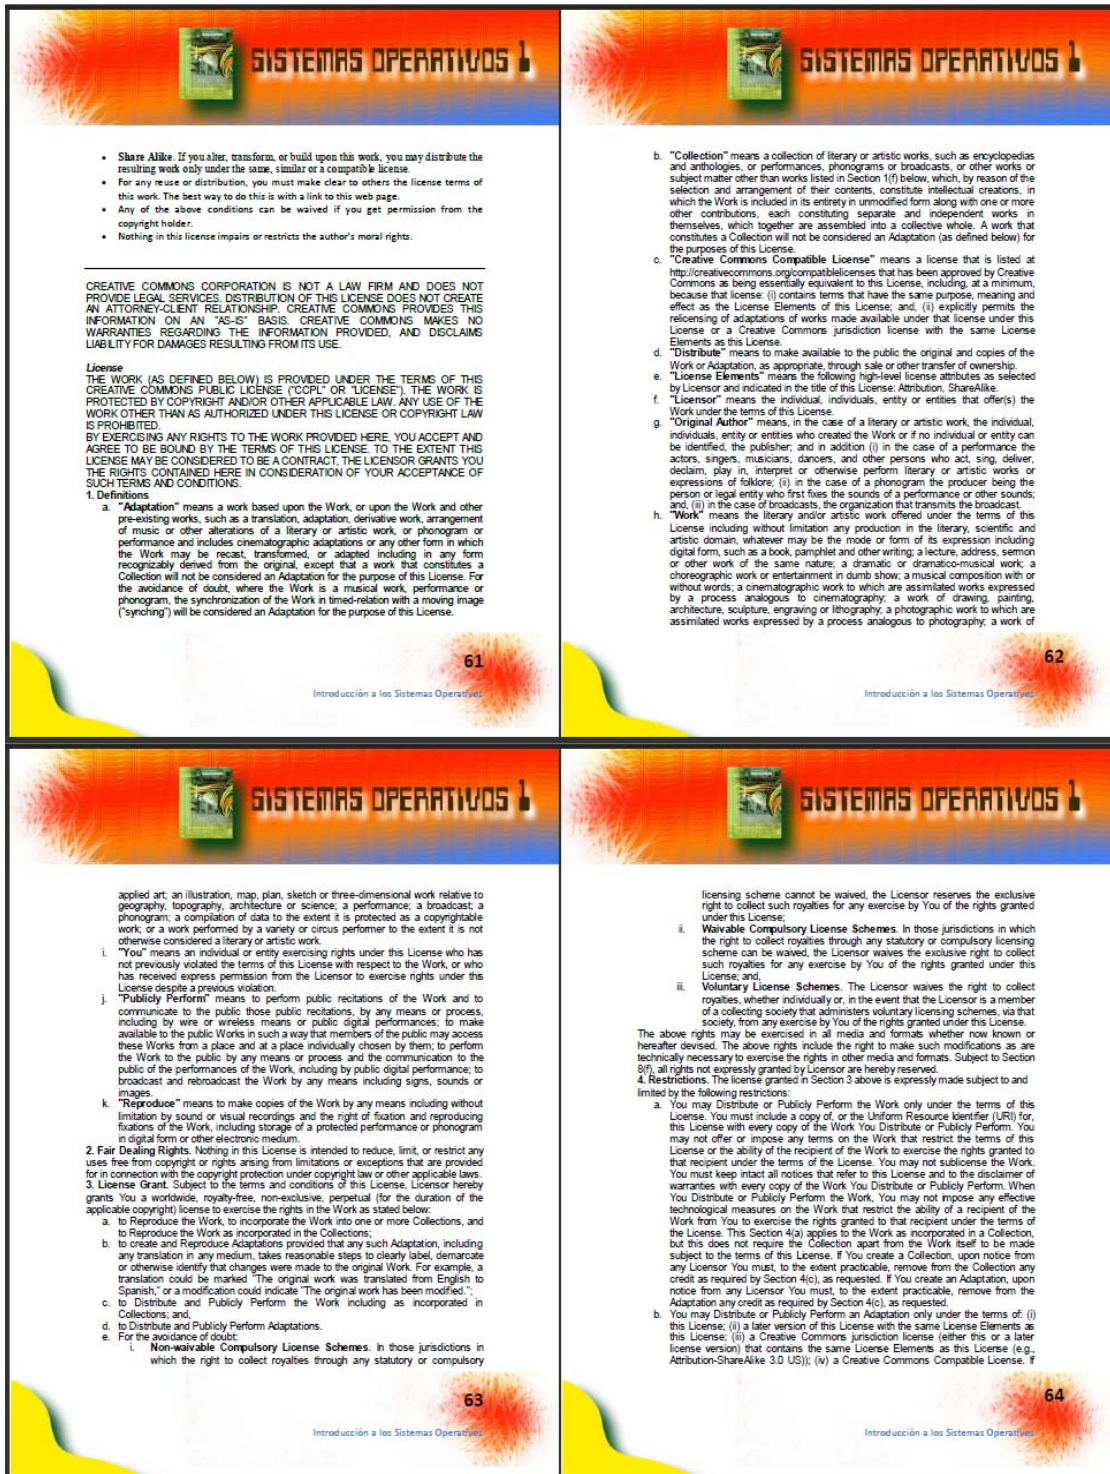 SISTEMAS OPERATIVOS 1
• Share Alike. If you alter, transform, or build upon this work, you may distribute the
resulting work only under the same, similar or a compatible license.
• For any reuse or distribution, you must make clear to others the license terms of
this work. The best way to do this is with a link to this web page.
• Any of the above conditions can be waived if you get permission from the
copyright holder.
• Nothing in this license impairs or restricts the author's moral rights.
CREATIVE COMMONS CORPORATION IS NOT A LAW FIRM AND DOES NOT
PROVIDE LEGAL SERVICES. DISTRIBUTION OF THIS LICENSE DOES NOT CREATE
AN ATTORNEY-CLIENT RELATIONSHIP. CREATIVE COMMONS PROVIDES THIS
INFORMATION ON AN "AS-IS" BASIS. CREATIVE COMMONS MAKES NO
WARRANTIES REGARDING THE INFORMATION PROVIDED, AND DISCLAIMS
LIABILITY FOR DAMAGES RESULTING FROM ITS USE.
License
THE WORK (AS DEFINED BELOW) IS PROVIDED UNDER THE TERMS OF THIS
CREATIVE COMMONS PUBLIC LICENSE ("CCPL" OR "LICENSE"). THE WORK IS
PROTECTED BY COPYRIGHT AND/OR OTHER APPLICABLE LAW. ANY USE OF THE
WORK OTHER THAN AS AUTHORIZED UNDER THIS LICENSE OR COPYRIGHT LAW
IS PROHIBITED.
BY EXERCISING ANY RIGHTS TO THE WORK PROVIDED HERE, YOU ACCEPT AND
AGREE TO BE BOUND BY THE TERMS OF THIS LICENSE. TO THE EXTENT THIS
LICENSE MAY BE CONSIDERED TO BE A CONTRACT, THE LICENSOR GRANTS YOU
THE RIGHTS CONTAINED HERE IN CONSIDERATION OF YOUR ACCEPTANCE OF
SUCH TERMS AND CONDITIONS.
1. Definitions
a. "Adaptation" means a work based upon the Work, or upon the Work and other
pre-existing works, such as a translation, adaptation, derivative work, arrangement
of music or other alterations of a literary or artistic work, or phonogram or
performance and includes cinematographic adaptations or any other form in which
the Work may be recast, transformed, or adapted including in any form
recognizably derived from the original, except that a work that constitutes a
Collection will not be considered an Adaptation for the purpose of this License. For
the avoidance of doubt, where the Work is a musical work, performance or
phonogram, the synchronization of the Work in timed-relation with a moving image
("synching") will be considered an Adaptation for the purpose of this License.
61
Introducción a los Sistemas Operativos
SISTEMAS OPERATIVOS 1
b. "Collection" means a collection of literary or artistic works, such as encyclopedias
and anthologies, or performances, phonograms or broadcasts, or other works or
subject matter other than works listed in Section 1(f) below, which, by reason of the
selection and arrangement of their contents, constitute intellectual creations, in
which the Work is included in its entirety in unmodified form along with one or more
other contributions, each constituting separate and independent works in
themselves, which together are assembled into a collective whole. A work that
constitutes a Collection will not be considered an Adaptation (as defined below) for
the purposes of this License.
c. "Creative Commons Compatible License" means a license that is listed at
http://creativecommons.org/compatiblelicenses that has been approved by Creative
Commons as being essentially equivalent to this License, including, at a minimum,
because that license: (i) contains terms that have the same purpose, meaning and
effect as the License Elements of this License; and, (ii) explicitly permits the
relicensing of adaptations of works made available under that license under this
License or a Creative Commons jurisdiction license with the same License
Elements as this License.
d. "Distribute" means to make available to the public the original and copies of the
Work or Adaptation, as appropriate, through sale or other transfer of ownership.
e. "License Elements" means the following high-level license attributes as selected
by Licensor and indicated in the title of this License: Attribution, ShareAlike.
f. "Licensor" means the individual, individuals, entity or entities that offer(s) the
Work under the terms of this License.
g. "Original Author" means, in the case of a literary or artistic work, the individual,
individuals, entity or entities who created the Work or if no individual or entity can
be identified, the publisher; and in addition (i) in the case of a performance the
actors, singers, musicians, dancers, and other persons who act, sing, deliver,
declaim, play in, interpret or otherwise perform literary or artistic works or
expressions of folklore; (ii) in the case of a phonogram the producer being the
person or legal entity who first fixes the sounds of a performance or other sounds;
and, (iii) in the case of broadcasts, the organization that transmits the broadcast.
h. "Work" means the literary and/or artistic work offered under the terms of this
License including without limitation any production in the literary, scientific and
artistic domain, whatever may be the mode or form of its expression including
digital form, such as a book, pamphlet and other writing; a lecture, address, sermon
or other work of the same nature; a dramatic or dramatico-musical work; a
choreographic work or entertainment in dumb show; a musical composition with or
without words; a cinematographic work to which are assimilated works expressed
by a process analogous to cinematography; a work of drawing, painting,
architecture, sculpture, engraving or lithography; a photographic work to which are
assimilated works expressed by a process analogous to photography; a work of
62
Introducción a los Sistemas Operativos
SISTEMAS OPERATIVOS 1
applied art; an illustration, map, plan, sketch or three-dimensional work relative to
geography, topography, architecture or science; a performance; a broadcast; a
phonogram; a compilation of data to the extent it is protected as a copyrightable
work; or a work performed by a variety or circus performer to the extent it is not
otherwise considered a literary or artistic work.
i. "You" means an individual or entity exercising rights under this License who has
not previously violated the terms of this License with respect to the Work, or who
has received express permission from the Licensor to exercise rights under this
License despite a previous violation.
j. "Publicly Perform" means to perform public recitations of the Work and to
communicate to the public those public recitations, by any means or process,
including by wire or wireless means or public digital performances; to make
available to the public Works in such a way that members of the public may access
these Works from a place and at a place individually chosen by them; to perform
the Work to the public by any means or process and the communication to the
public of the performances of the Work, including by public digital performance; to
broadcast and rebroadcast the Work by any means including signs, sounds or
images.
k. "Reproduce" means to make copies of the Work by any means including without
limitation by sound or visual recordings and the right of fixation and reproducing
fixations of the Work, including storage of a protected performance or phonogram
in digital form or other electronic medium.
2. Fair Dealing Rights. Nothing in this License is intended to reduce, limit, or restrict any
uses free from copyright or rights arising from limitations or exceptions that are provided
for in connection with the copyright protection under copyright law or other applicable laws.
3. License Grant. Subject to the terms and conditions of this License, Licensor hereby
grants You a worldwide, royalty-free, non-exclusive, perpetual (for the duration of the
applicable copyright) license to exercise the rights in the Work as stated below:
a. to Reproduce the Work, to incorporate the Work into one or more Collections, and
to Reproduce the Work as incorporated in the Collections;
b. to create and Reproduce Adaptations provided that any such Adaptation, including
any translation in any medium, takes reasonable steps to clearly label, demarcate
or otherwise identify that changes were made to the original Work. For example, a
translation could be marked "The original work was translated from English to
Spanish," or a modification could indicate "The original work has been modified.";
c. to Distribute and Publicly Perform the Work including as incorporated in
Collections; and,
d. to Distribute and Publicly Perform Adaptations.
e. For the avoidance of doubt:
i. Non-waivable Compulsory License Schemes. In those jurisdictions in
which the right to collect royalties through any statutory or compulsory
63
Introducción a los Sistemas Operativos
SISTEMAS OPERATIVOS 1
licensing scheme cannot be waived, the Licensor reserves the exclusive
right to collect such royalties for any exercise by You of the rights granted
under this License;
ii. Waivable Compulsory License Schemes. In those jurisdictions in which
the right to collect royalties through any statutory or compulsory licensing
scheme can be waived, the Licensor waives the exclusive right to collect
such royalties for any exercise by You of the rights granted under this
License; and,
iii. Voluntary License Schemes. The Licensor waives the right to collect
royalties, whether individually or, in the event that the Licensor is a member
of a collecting society that administers voluntary licensing schemes, via that
society, from any exercise by You of the rights granted under this License.
The above rights may be exercised in all media and formats whether now known or
hereafter devised. The above rights include the right to make such modifications as are
technically necessary to exercise the rights in other media and formats. Subject to Section
8(f), all rights not expressly granted by Licensor are hereby reserved.
4. Restrictions. The license granted in Section 3 above is expressly made subject to and
limited by the following restrictions:
a. You may Distribute or Publicly Perform the Work only under the terms of this
License. You must include a copy of, or the Uniform Resource Identifier (URI) for,
this License with every copy of the Work You Distribute or Publicly Perform. You
may not offer or impose any terms on the Work that restrict the terms of this
License or the ability of the recipient of the Work to exercise the rights granted to
that recipient under the terms of the License. You may not sublicense the Work.
You must keep intact all notices that refer to this License and to the disclaimer of
warranties with every copy of the Work You Distribute or Publicly Perform. When
You Distribute or Publicly Perform the Work, You may not impose any effective
technological measures on the Work that restrict the ability of a recipient of the
Work from You to exercise the rights granted to that recipient under the terms of
the License. This Section 4(a) applies to the Work as incorporated in a Collection,
but this does not require the Collection apart from the Work itself to be made
subject to the terms of this License. If You create a Collection, upon notice from
any Licensor You must, to the extent practicable, remove from the Collection any
credit as required by Section 4(c), as requested. If You create an Adaptation, upon
notice from any Licensor You must, to the extent practicable, remove from the
Adaptation any credit as required by Section 4(c), as requested.
b. You may Distribute or Publicly Perform an Adaptation only under the terms of: (i)
this License; (ii) a later version of this License with the same License Elements as
this License; (iii) a Creative Commons jurisdiction license (either this or a later
license version) that contains the same License Elements as this License (e.g.,
Attribution-ShareAlike 3.0 US)); (iv) a Creative Commons Compatible License. If
64
Introducción a los Sistemas Operativos